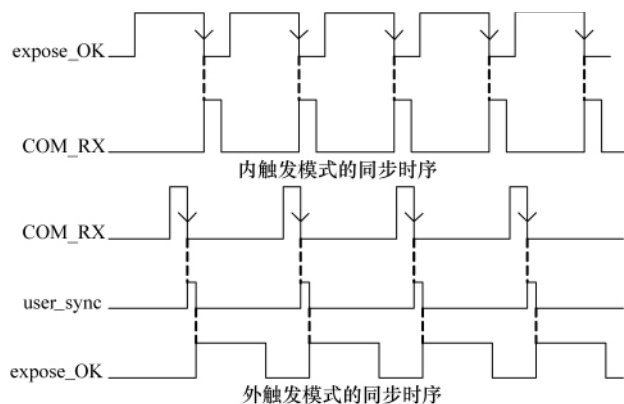 expose_OK
COM_RX
内触发模式的同步时序
COM_RX
user_sync
expose_OK
外触发模式的同步时序